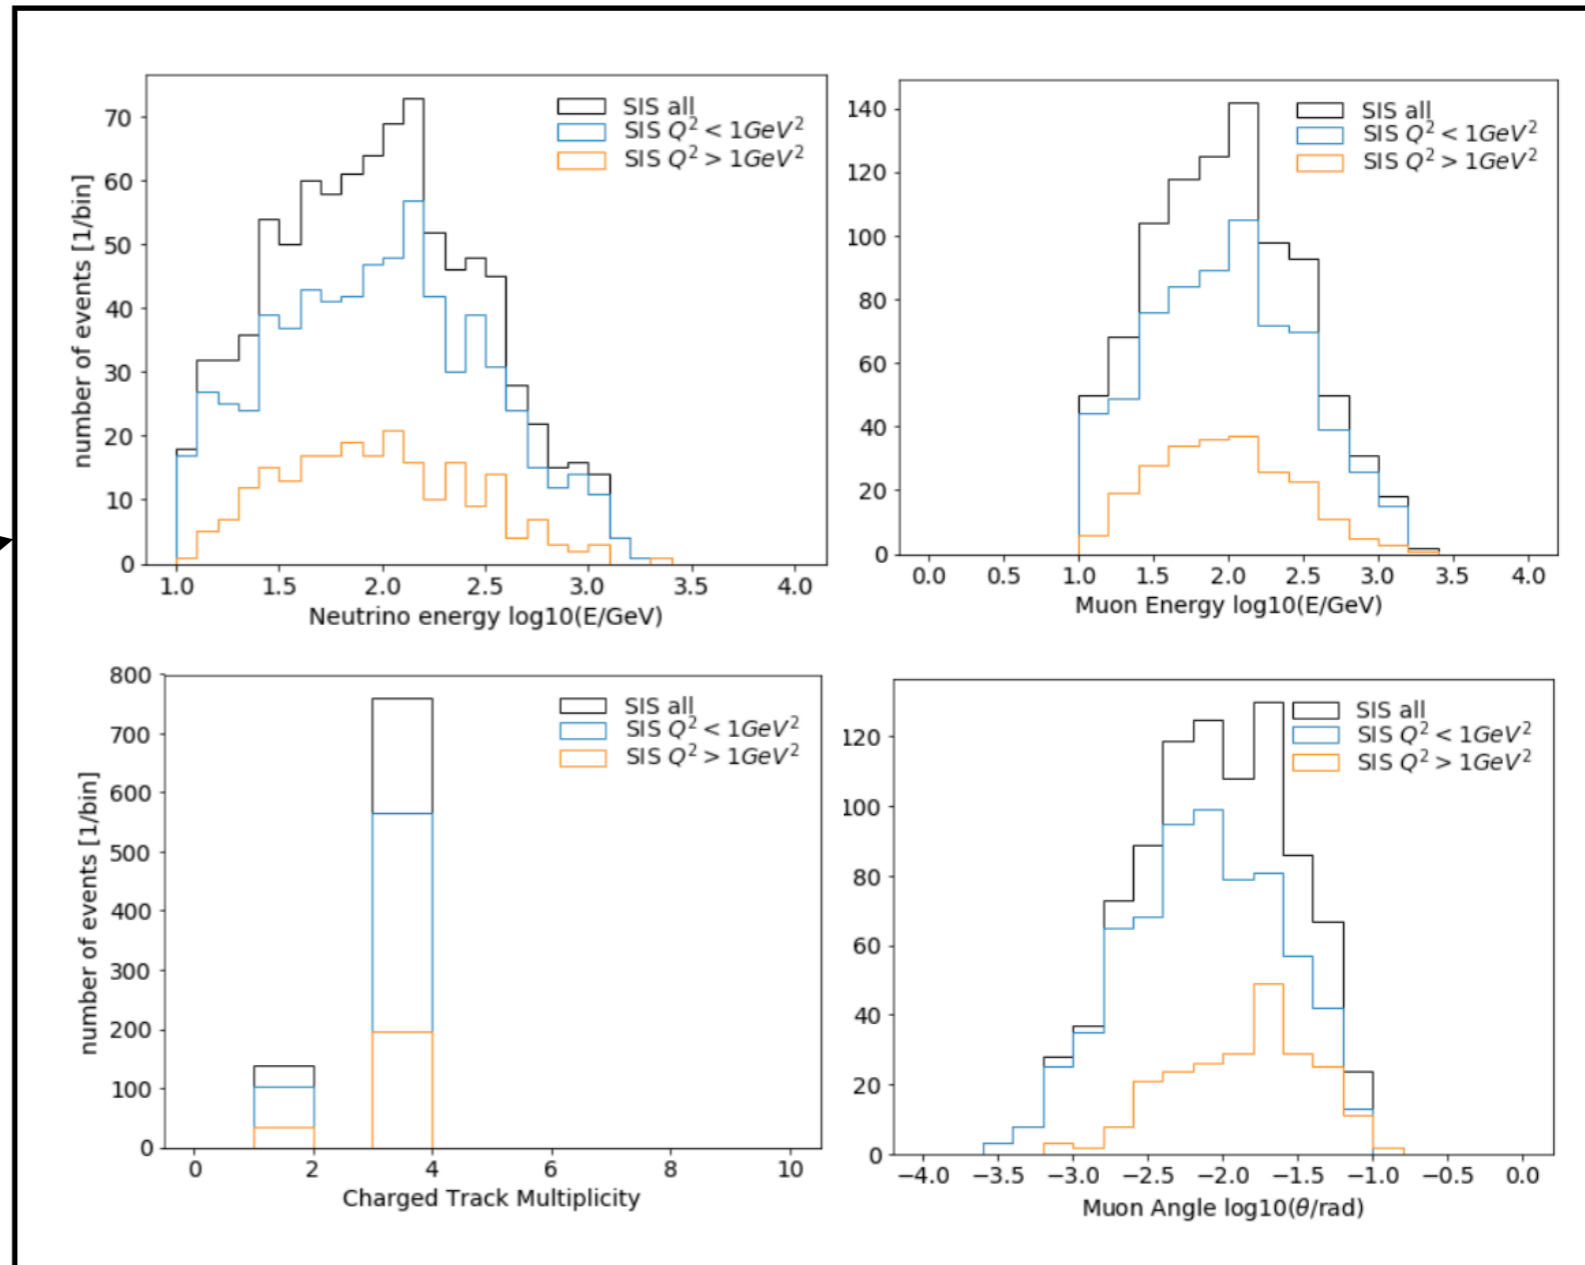 SIS all
SIS Q² < 1GeV²
SIS Q² > 1GeV²
70
60
50
40
30
20
10
0
number of events [1/bin]
1.0 1.5 2.0 2.5 3.0 3.5 4.0
Neutrino energy log10(E/GeV)
SIS all
SIS Q² < 1GeV²
SIS Q² > 1GeV²
140
120
100
80
60
40
20
0
0.0 0.5 1.0 1.5 2.0 2.5 3.0 3.5 4.0
Muon Energy log10(E/GeV)
SIS all
SIS Q² < 1GeV²
SIS Q² > 1GeV²
800
700
600
500
400
300
200
100
0
number of events [1/bin]
0 2 4 6 8 10
Charged Track Multiplicity
SIS all
SIS Q² < 1GeV²
SIS Q² > 1GeV²
120
100
80
60
40
20
0
−4.0 −3.5 −3.0 −2.5 −2.0 −1.5 −1.0 −0.5 0.0
Muon Angle log10(θ/rad)